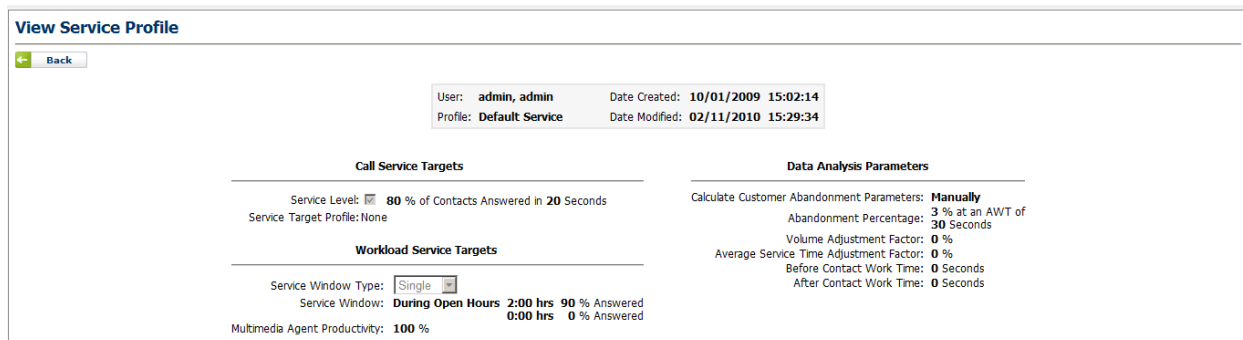 View Service Profile
Back
User: admin, admin Date Created: 10/01/2009 15:02:14
Profile: Default Service Date Modified: 02/11/2010 15:29:34
Call Service Targets
Service Level: 80 % of Contacts Answered in 20 Seconds
Service Target Profile: None
Workload Service Targets
Service Window Type: Single
Service Window: During Open Hours 2:00 hrs 90 % Answered
0:00 hrs 0 % Answered
Multimedia Agent Productivity: 100 %
Data Analysis Parameters
Calculate Customer Abandonment Parameters: Manually
Abandonment Percentage: 3 % at an AWT of
30 Seconds
Volume Adjustment Factor: 0 %
Average Service Time Adjustment Factor: 0 %
Before Contact Work Time: 0 Seconds
After Contact Work Time: 0 Seconds